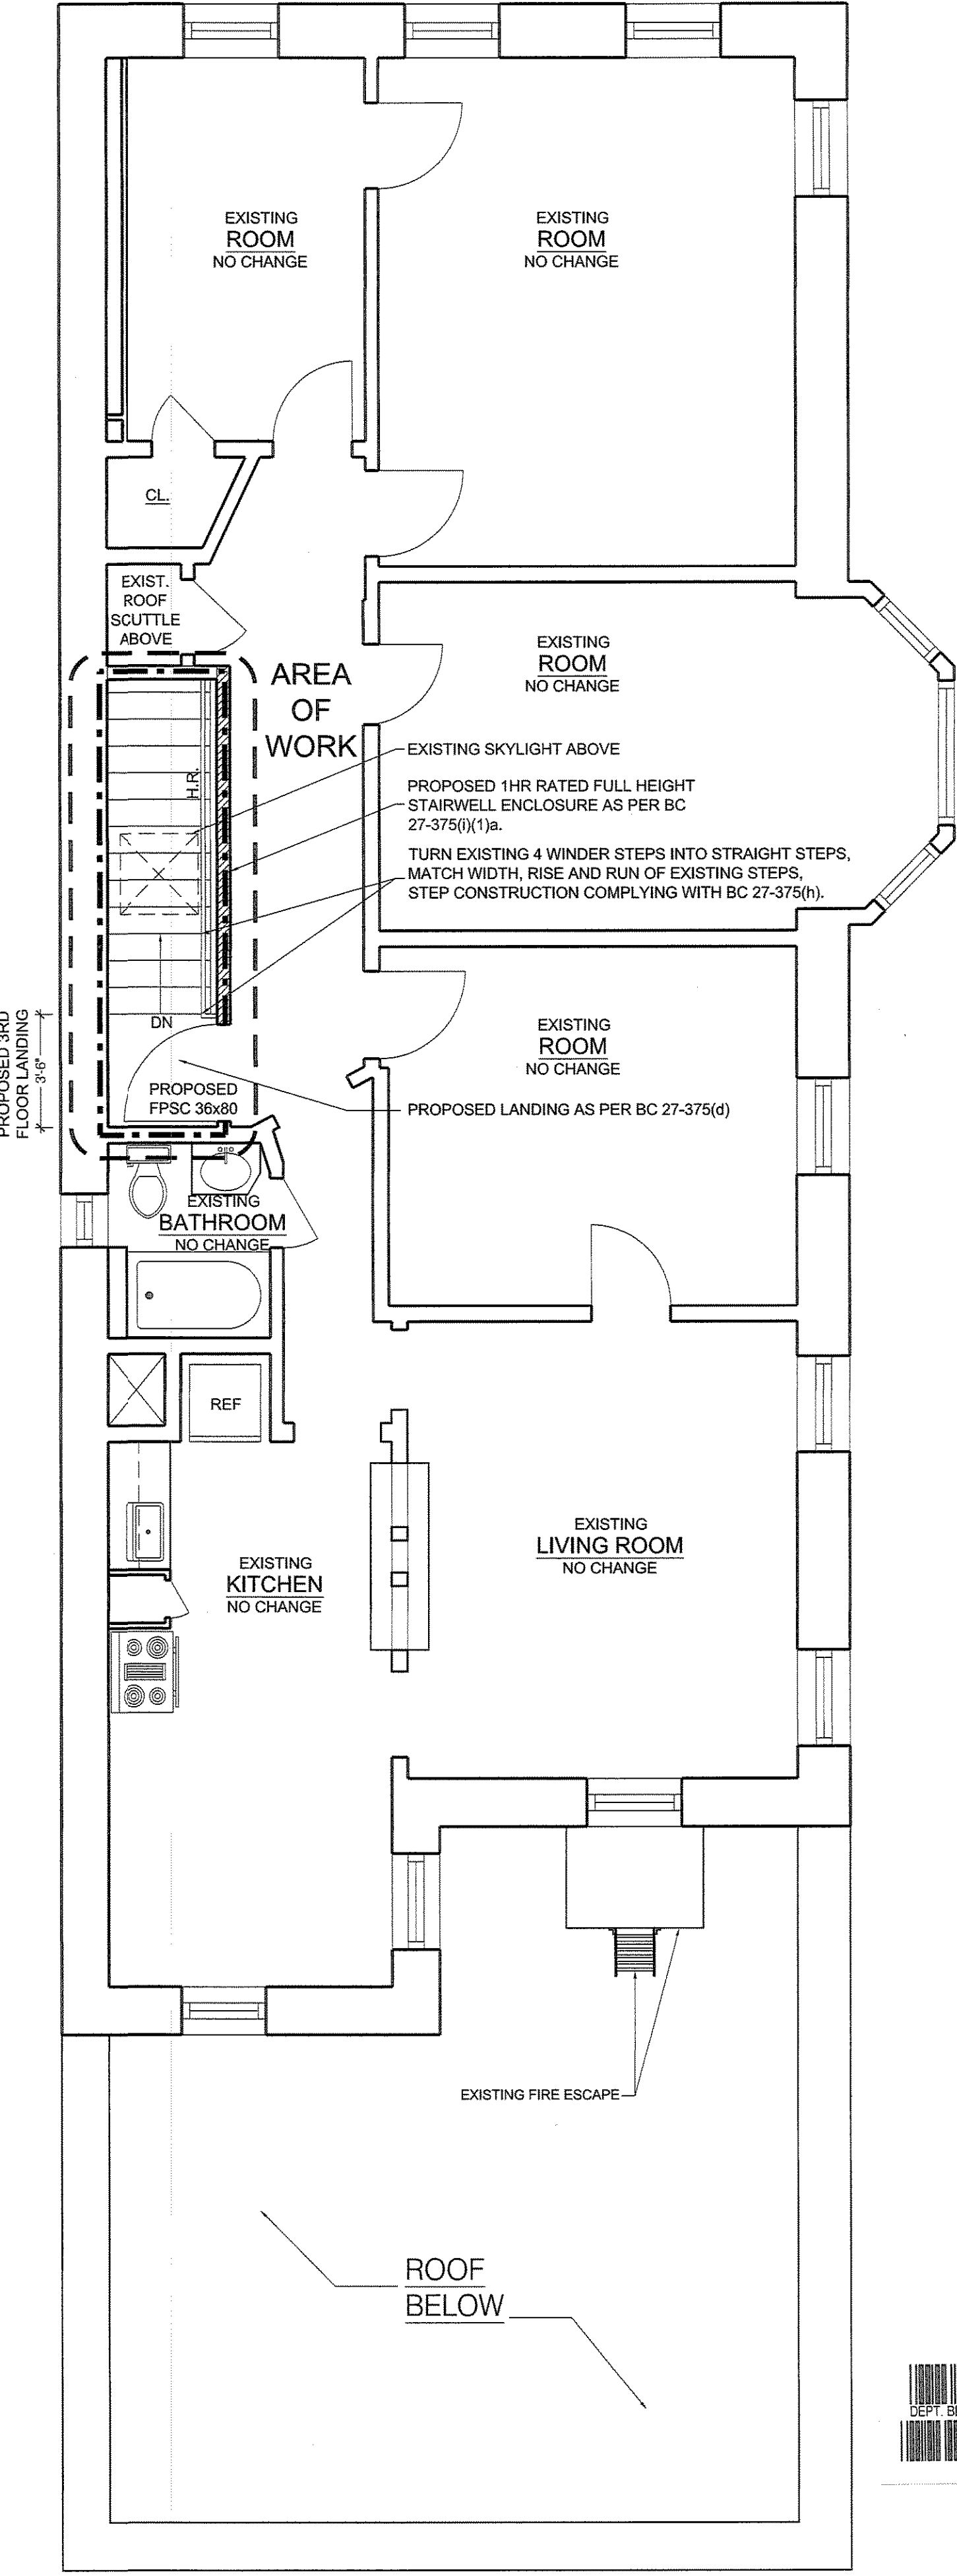 EXISTING
ROOM
NO CHANGE
EXISTING
ROOM
NO CHANGE
CL.
EXIST.
ROOF
SCUTTLE
ABOVE
AREA
OF
WORK
EXISTING
ROOM
NO CHANGE
H.R.
EXISTING SKYLIGHT ABOVE
PROPOSED 1HR RATED FULL HEIGHT
STAIRWELL ENCLOSURE AS PER BC
27-375(i)(1)a.
TURN EXISTING 4 WINDER STEPS INTO STRAIGHT STEPS,
MATCH WIDTH, RISE AND RUN OF EXISTING STEPS,
STEP CONSTRUCTION COMPLYING WITH BC 27-375(h).
DN
PROPOSED 3RD
FLOOR LANDING
3'-6"
PROPOSED
FPSC 36x80
EXISTING
ROOM
NO CHANGE
PROPOSED LANDING AS PER BC 27-375(d)
EXISTING
BATHROOM
NO CHANGE
REF
EXISTING
KITCHEN
NO CHANGE
EXISTING
LIVING ROOM
NO CHANGE
EXISTING FIRE ESCAPE
ROOF
BELOW
DEPT.